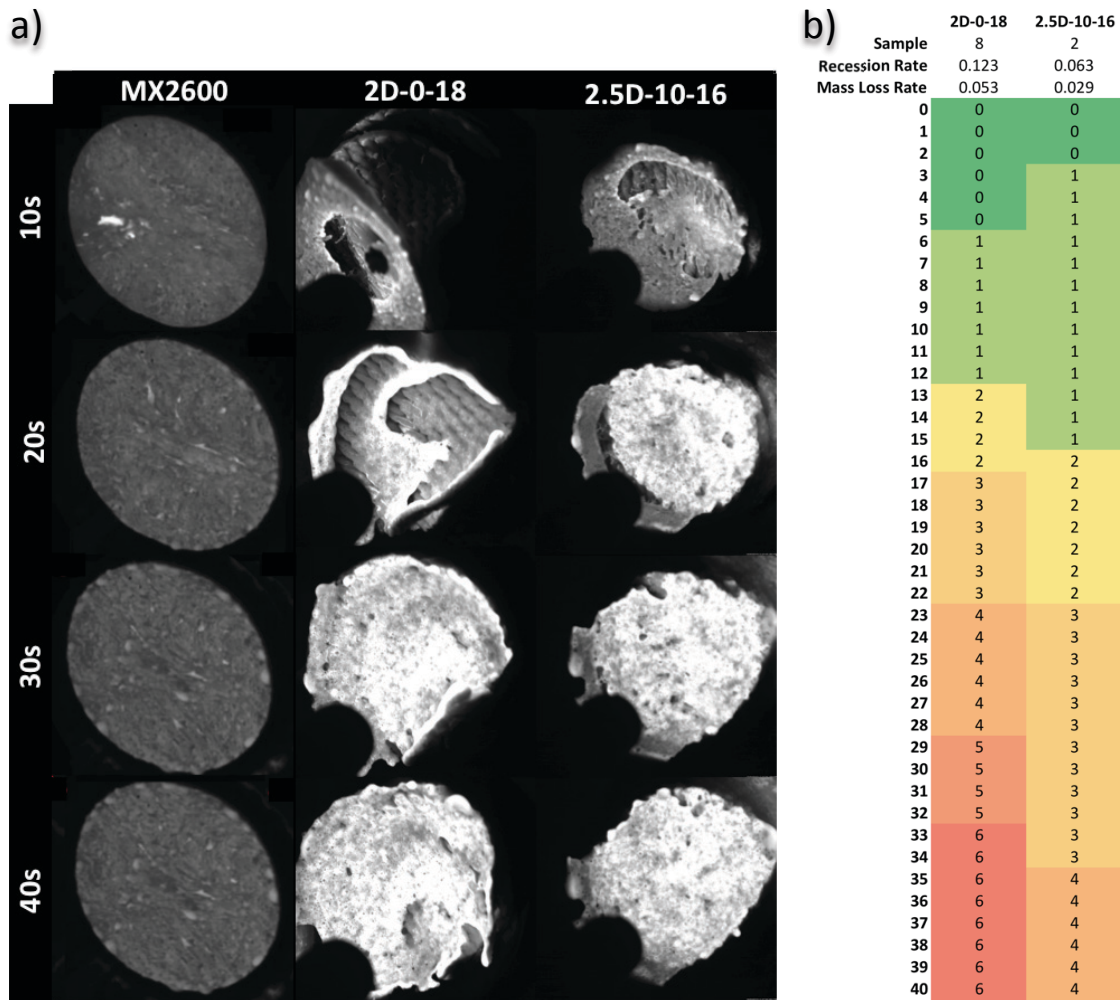 a)
MX2600 2D-0-18 2.5D-10-16
10s
20s
30s
40s
b)
2D-0-18 2.5D-10-16
Sample 8 2
Recession Rate 0.123 0.063
Mass Loss Rate 0.053 0.029
0 0 0
1 0 0
2 0 0
3 0 1
4 0 1
5 0 1
6 1 1
7 1 1
8 1 1
9 1 1
10 1 1
11 1 1
12 1 1
13 2 1
14 2 1
15 2 1
16 2 2
17 3 2
18 3 2
19 3 2
20 3 2
21 3 2
22 3 2
23 4 3
24 4 3
25 4 3
26 4 3
27 4 3
28 4 3
29 5 3
30 5 3
31 5 3
32 5 3
33 6 3
34 6 3
35 6 4
36 6 4
37 6 4
38 6 4
39 6 4
40 6 4